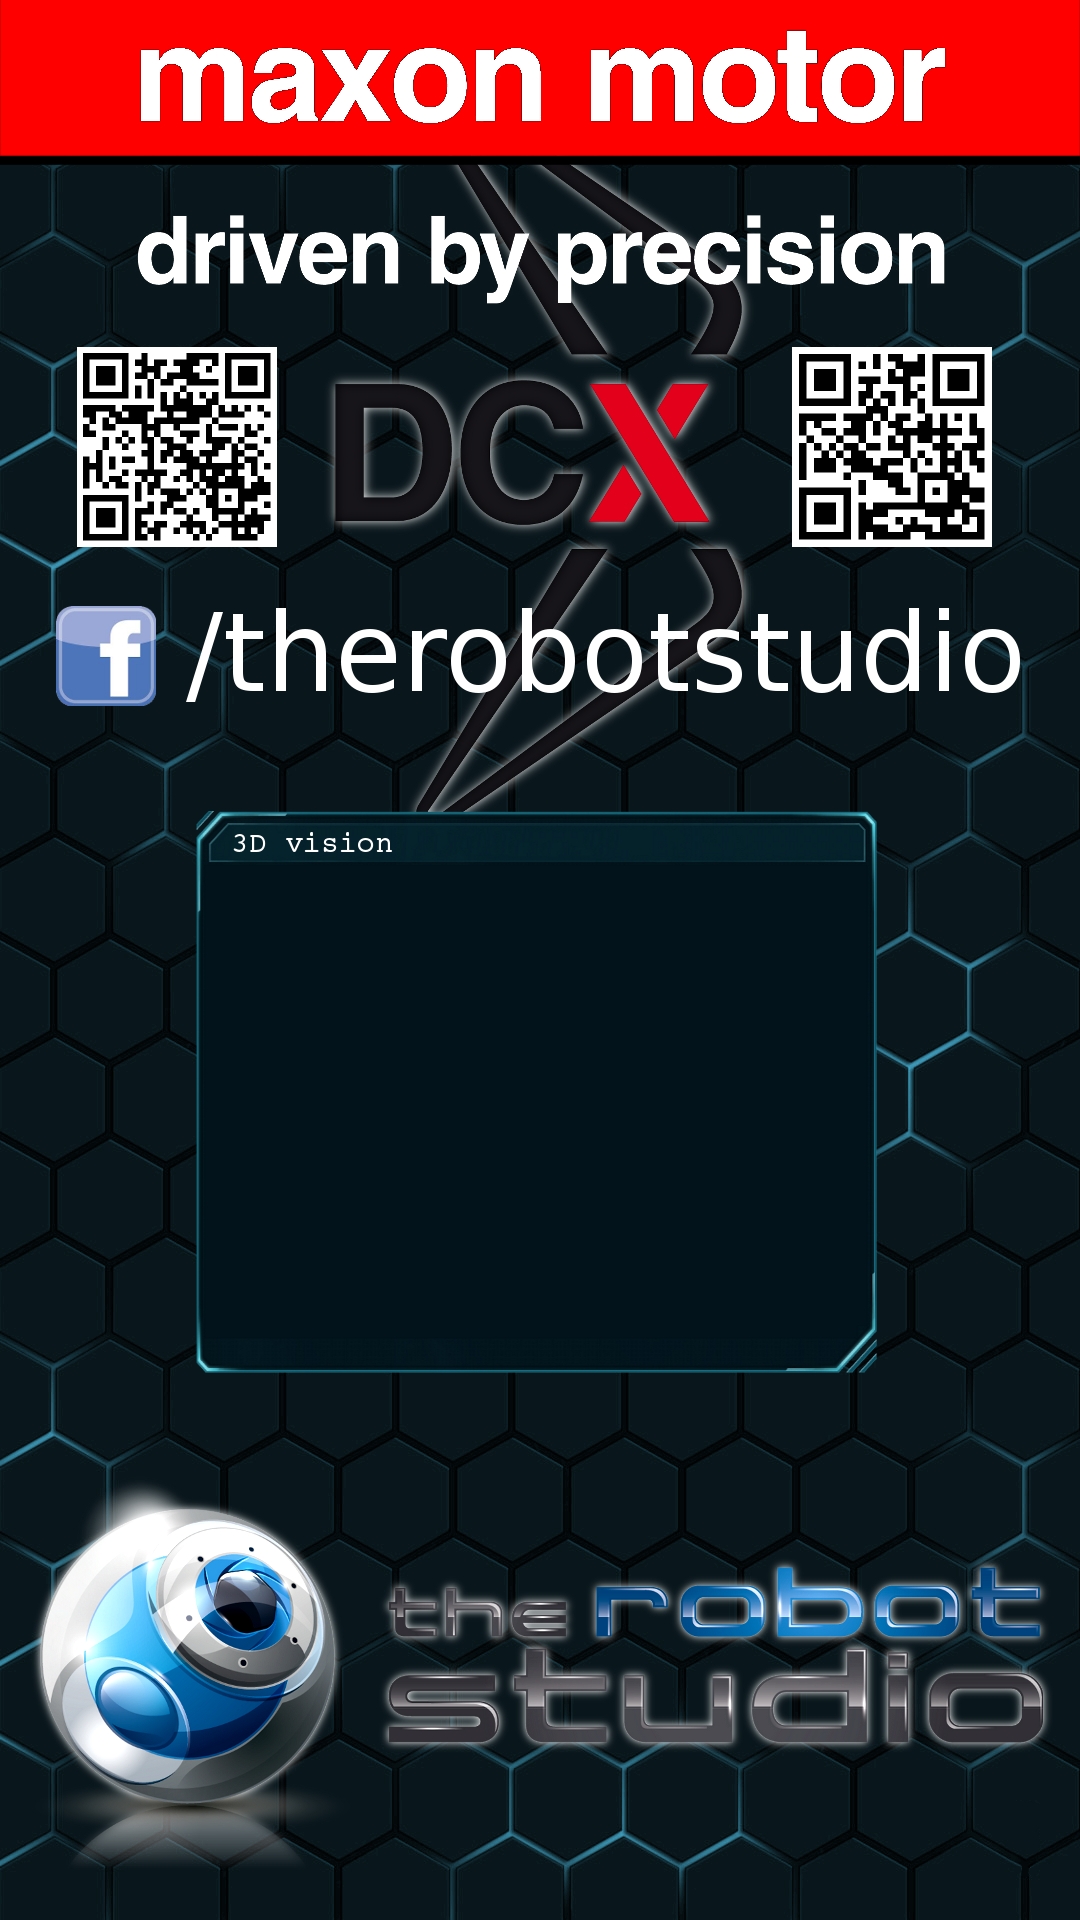 maxon motor
driven by precision
DCX
/therobotstudio
3D vision
the robot
studio